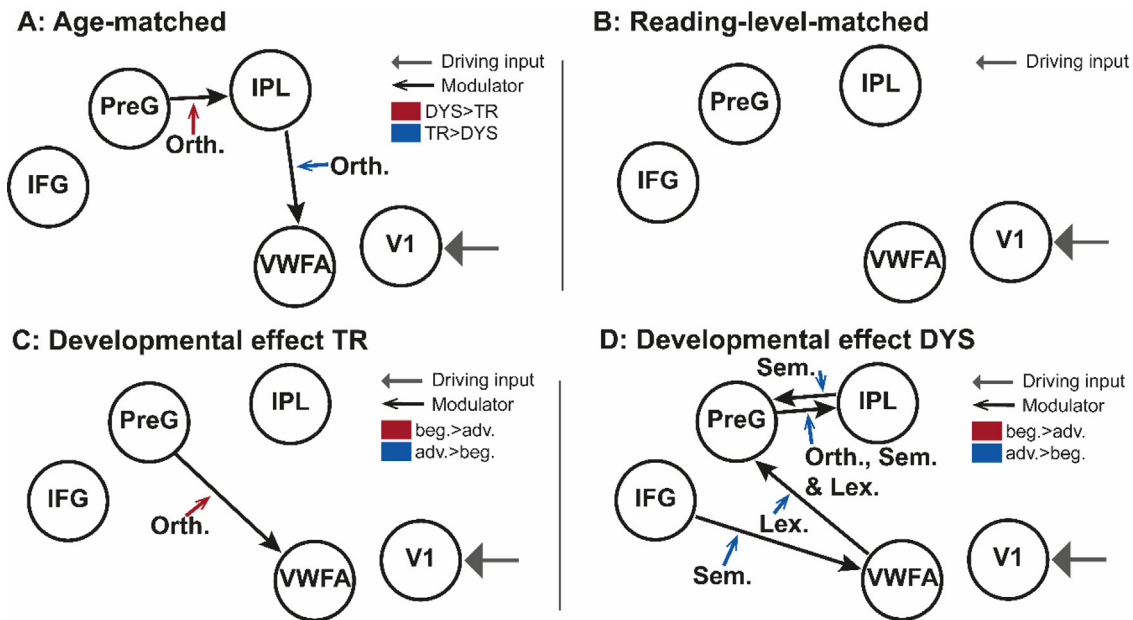 A: Age-matched
PreG
IPL
IFG
VWFA
V1
Orth.
Orth.
Driving input
Modulator
DYS>TR
TR>DYS
B: Reading-level-matched
PreG
IPL
IFG
VWFA
V1
Driving input
C: Developmental effect TR
PreG
IPL
IFG
VWFA
V1
Orth.
Driving input
Modulator
beg.>adv.
adv.>beg.
D: Developmental effect DYS
Sem.
PreG
IPL
Orth., Sem.
& Lex.
IFG
Lex.
Sem.
VWFA
V1
Driving input
Modulator
beg.>adv.
adv.>beg.